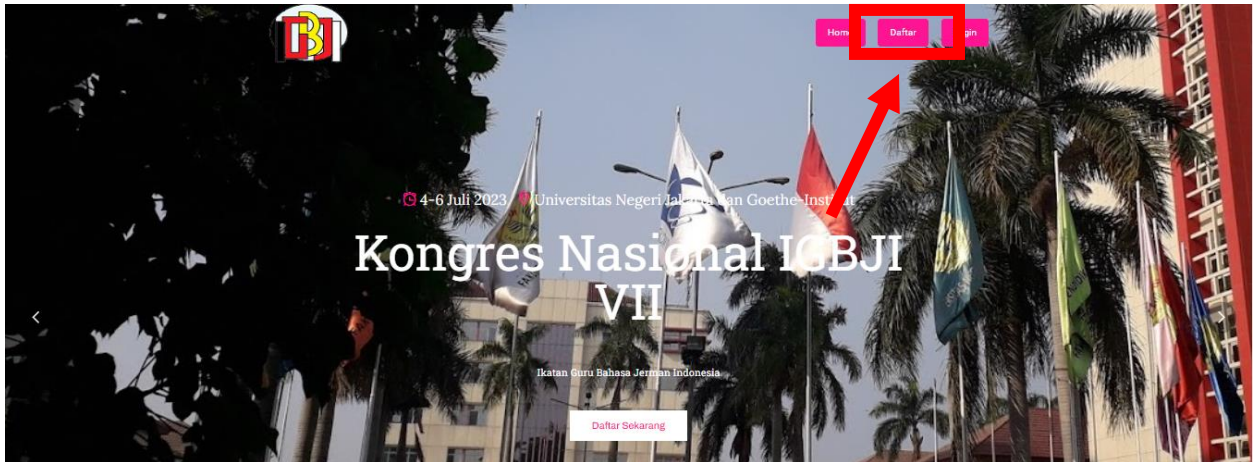 Home Daftar Login
4-6 Juli 2023 Universitas Negeri Jakarta dan Goethe-Institut
Kongres Nasional IGBJI
VII
Ikatan Guru Bahasa Jerman Indonesia
Daftar Sekarang